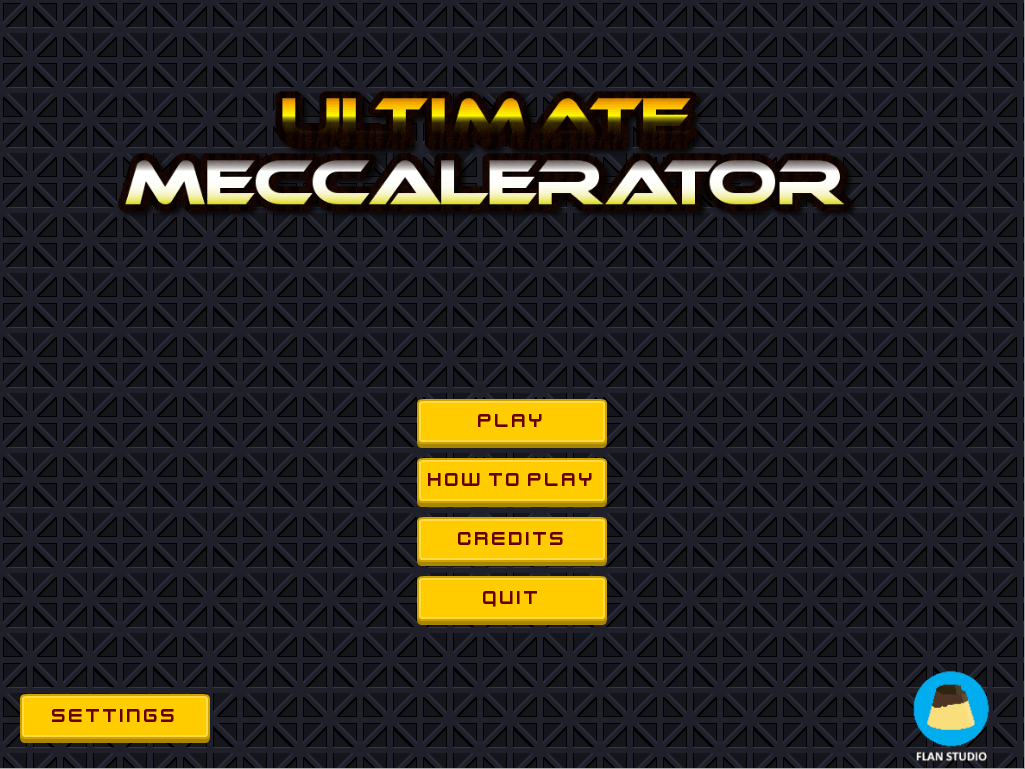 ULTIMATE
MECCALERATOR
PLAY
HOW TO PLAY
CREDITS
QUIT
SETTINGS
FLAN STUDIO